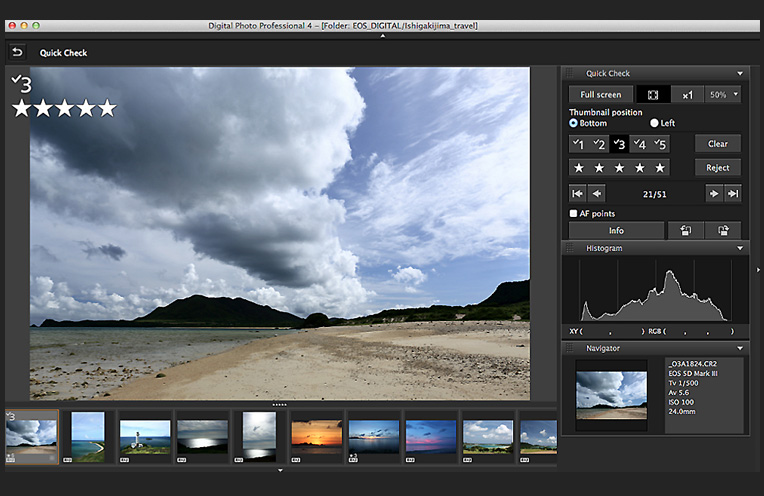 Digital Photo Professional 4 – [Folder: EOS_DIGITAL/Ishigakijima_travel]
Quick Check
3
Quick Check
Full screen
x1
50%
Thumbnail position
Bottom
Left
1 2 3 4 5
Clear
Reject
21/51
AF points
Info
Histogram
XY ( , ) RGB ( , , )
Navigator
_O3A1824.CR2
EOS 5D Mark III
Tv 1/500
Av 5.6
ISO 100
24.0mm
3